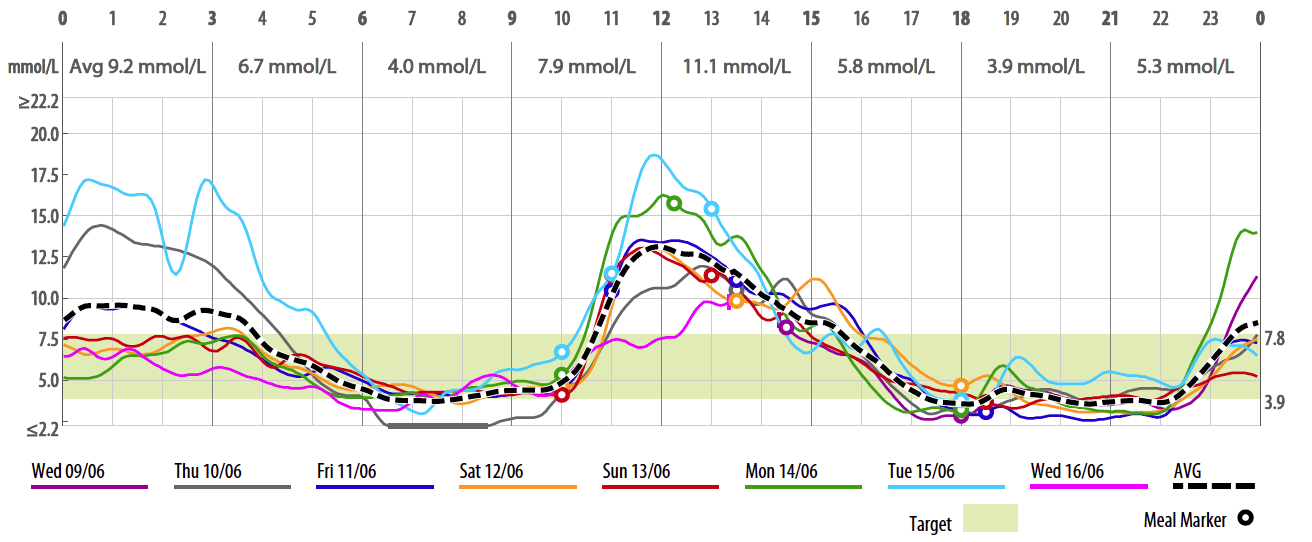 0 1 2 3 4 5 6 7 8 9 10 11 12 13 14 15 16 17 18 19 20 21 22 23 0
mmol/L Avg 9.2 mmol/L 6.7 mmol/L 4.0 mmol/L 7.9 mmol/L 11.1 mmol/L 5.8 mmol/L 3.9 mmol/L 5.3 mmol/L
≥22.2
20.0
17.5
15.0
12.5
10.0
7.5 7.8
5.0
3.9
≤2.2
Wed 09/06 Thu 10/06 Fri 11/06 Sat 12/06 Sun 13/06 Mon 14/06 Tue 15/06 Wed 16/06 AVG
Target Meal Marker